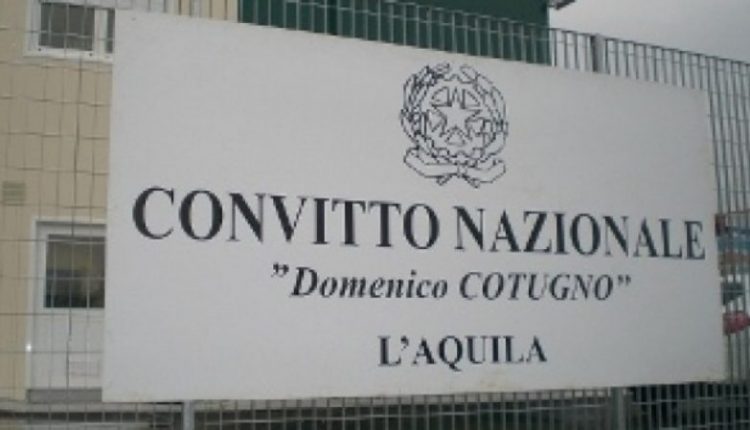 CONVITTO NAZIONALE
”Domenico COTUGNO”
L'AQUILA